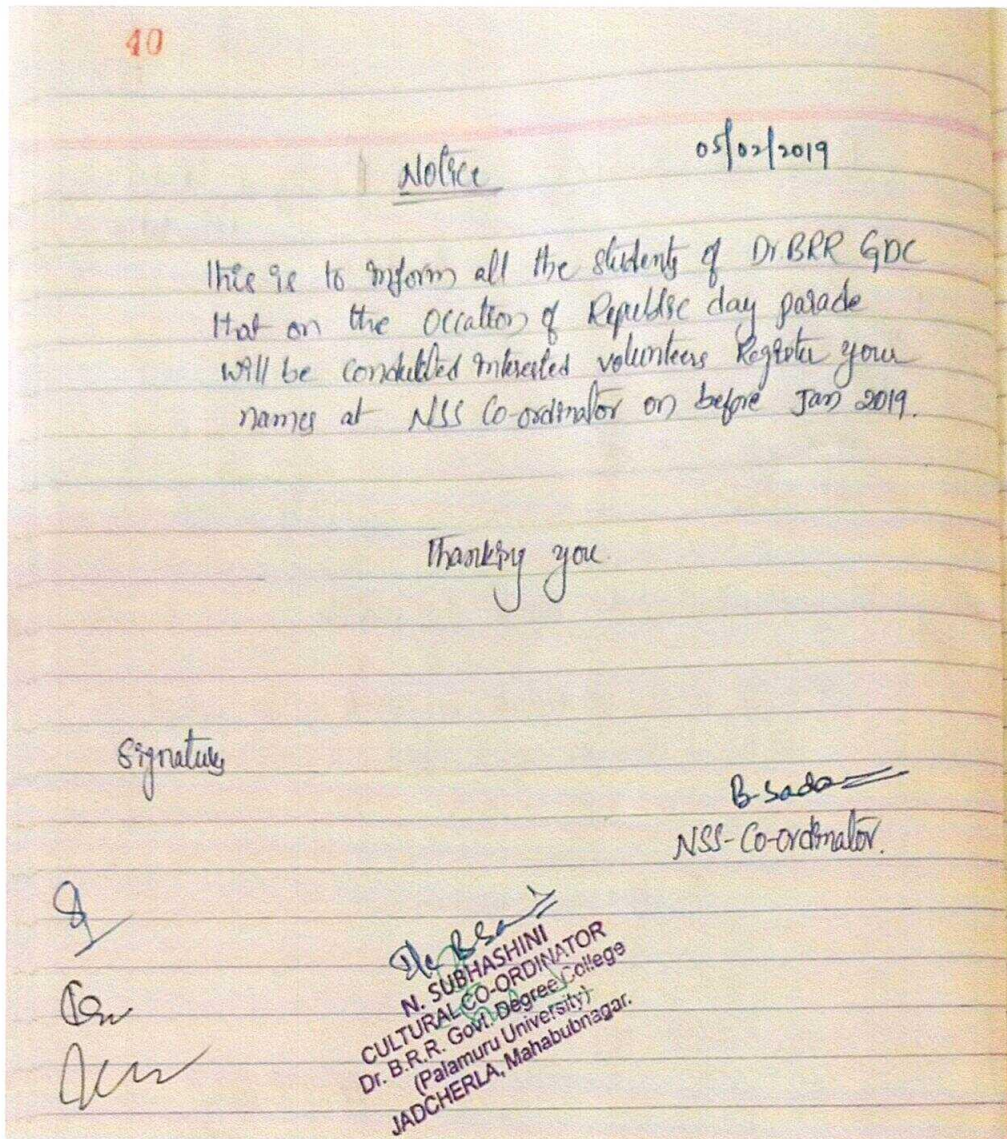 40
Notice 05/02/2019
This is to inform all the students of Dr.BRR GDC
that on the Occation of Republic day parade
will be conducted interested volunteers Register your
names at NSS Co-ordinator on before Jan 2019.
Thanking you.
Signatures
B. Sada
NSS-Co-ordinator.
N. SUBHASHINI
CULTURAL CO-ORDINATOR
Dr. B.R.R. Govt. Degree College
(Palamuru University)
JADCHERLA, Mahabubnagar.